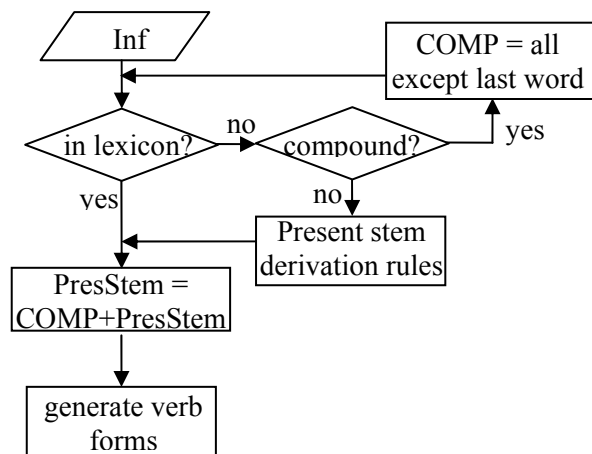 Inf
COMP = all
except last word
in lexicon?
no
compound?
yes
yes
no
Present stem
derivation rules
PresStem =
COMP+PresStem
generate verb
forms